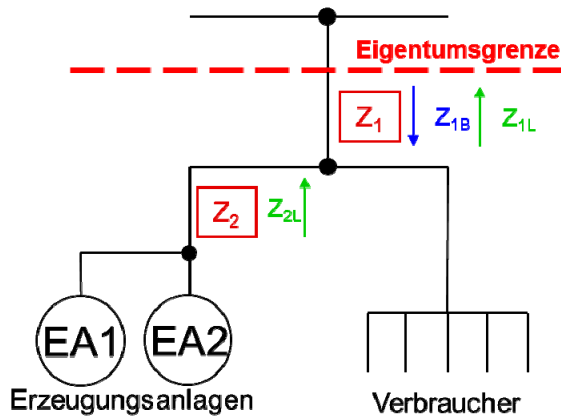 Eigentumsgrenze
Z1 Z1B Z1L
Z2 Z2L
EA1 EA2
Erzeugungsanlagen Verbraucher